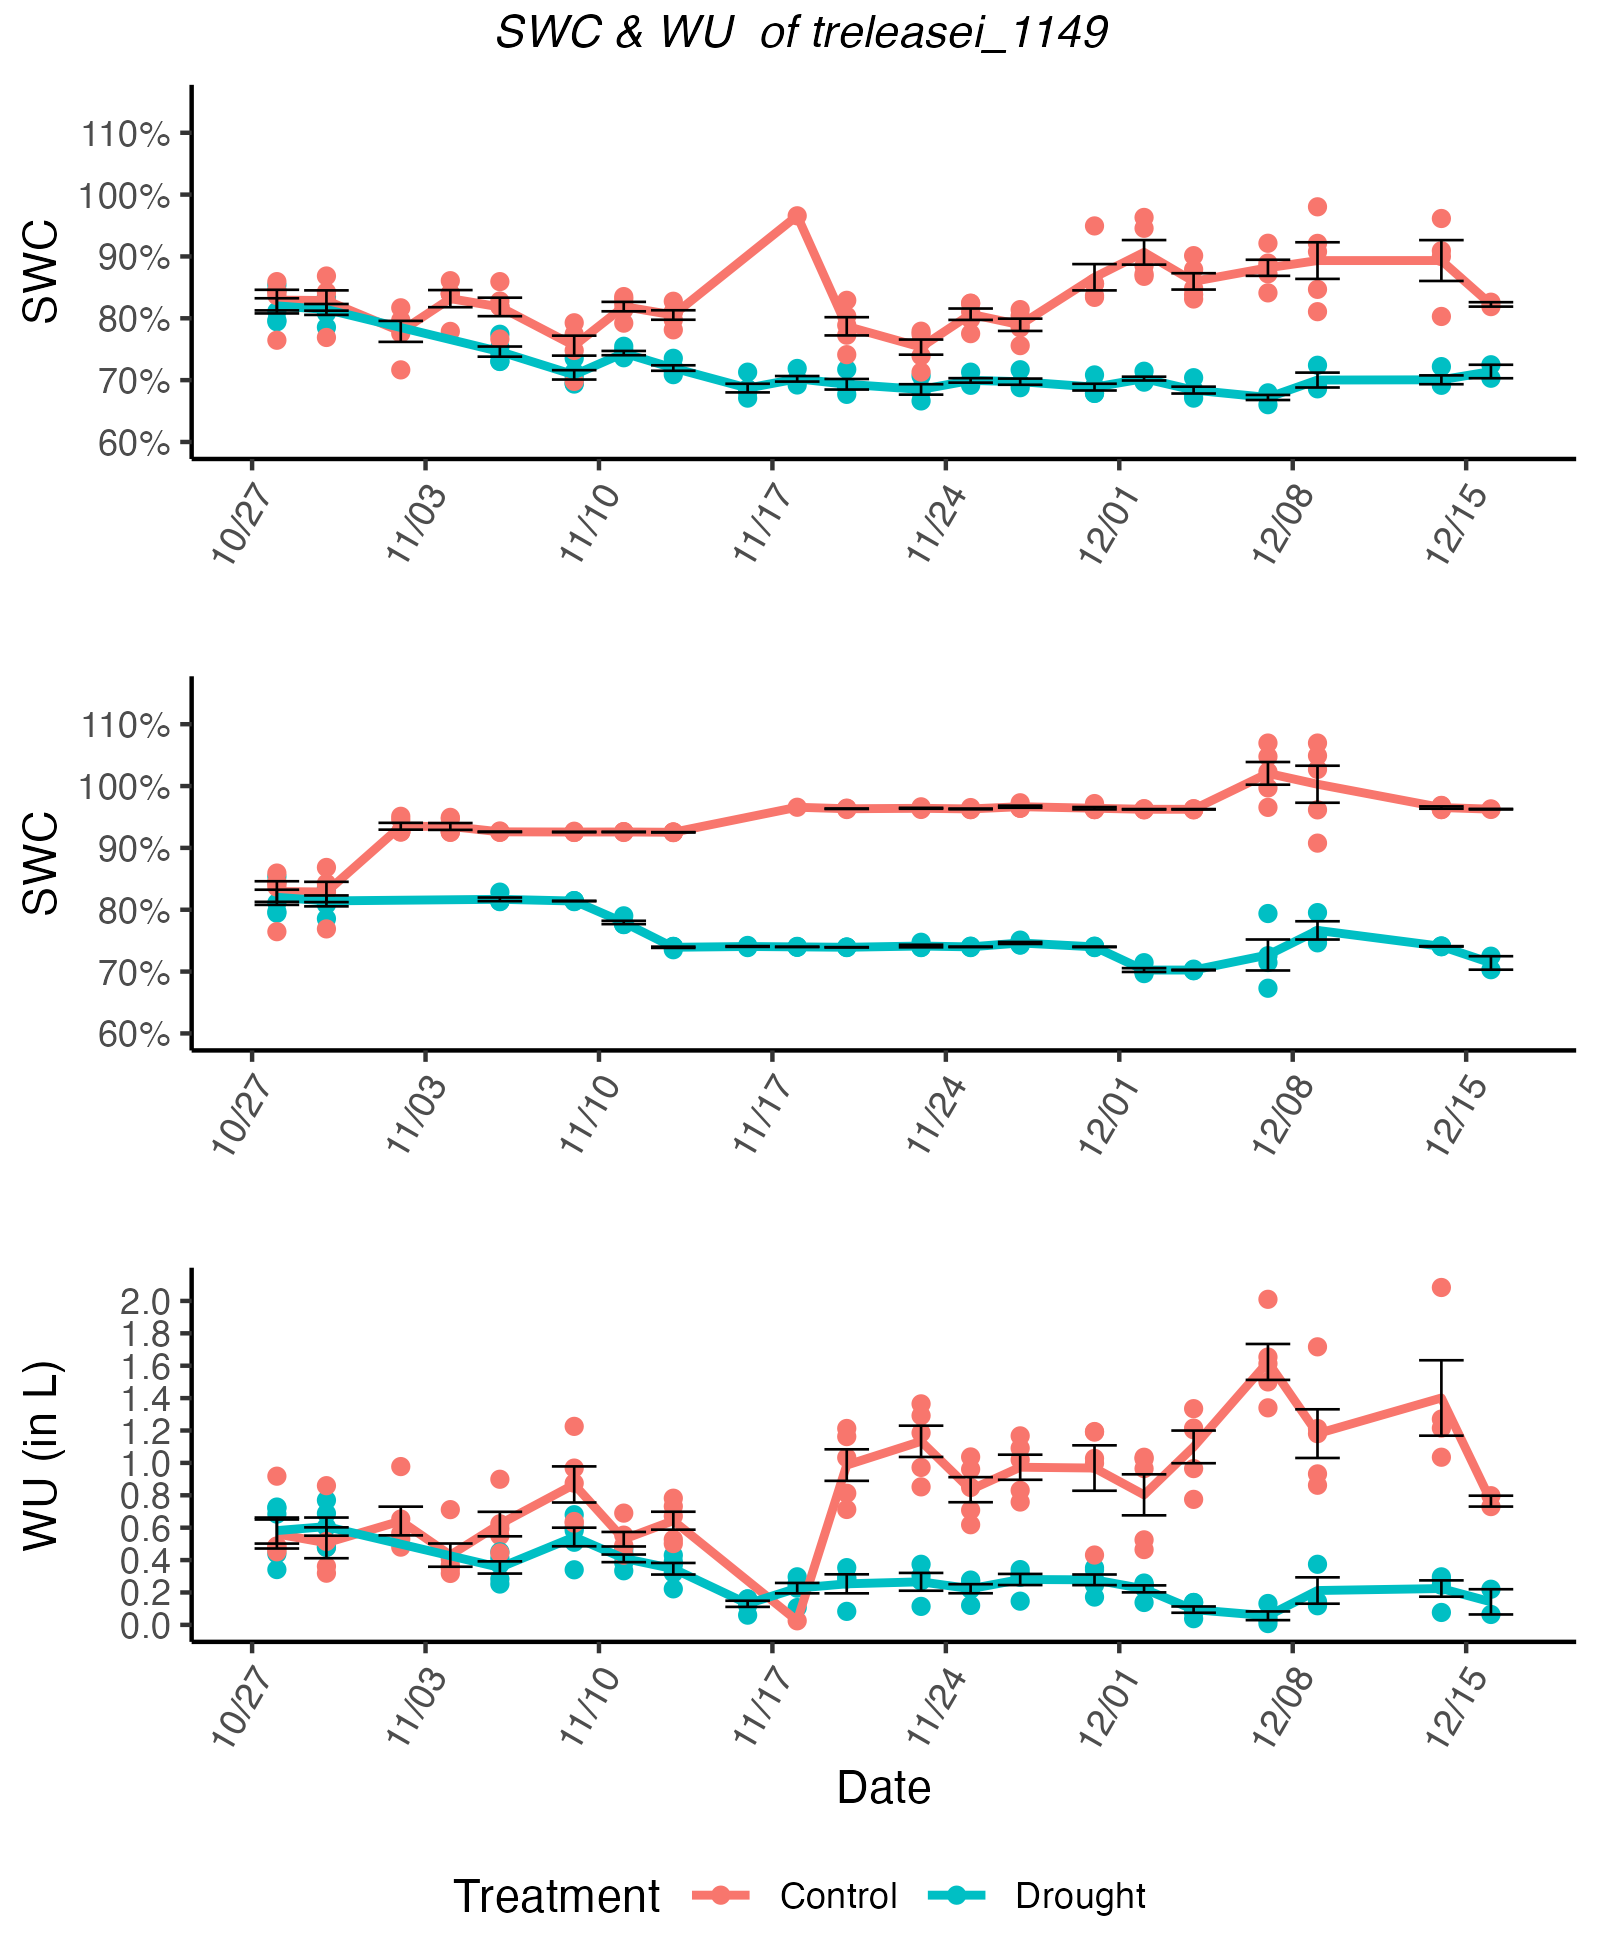 SWC & WU of treleasei_1149
SWC
110%
100%
90%
80%
70%
60%
10/27 11/03 11/10 11/17 11/24 12/01 12/08 12/15
SWC
110%
100%
90%
80%
70%
60%
10/27 11/03 11/10 11/17 11/24 12/01 12/08 12/15
WU (in L)
2.0
1.8
1.6
1.4
1.2
1.0
0.8
0.6
0.4
0.2
0.0
10/27 11/03 11/10 11/17 11/24 12/01 12/08 12/15
Date
Treatment Control Drought